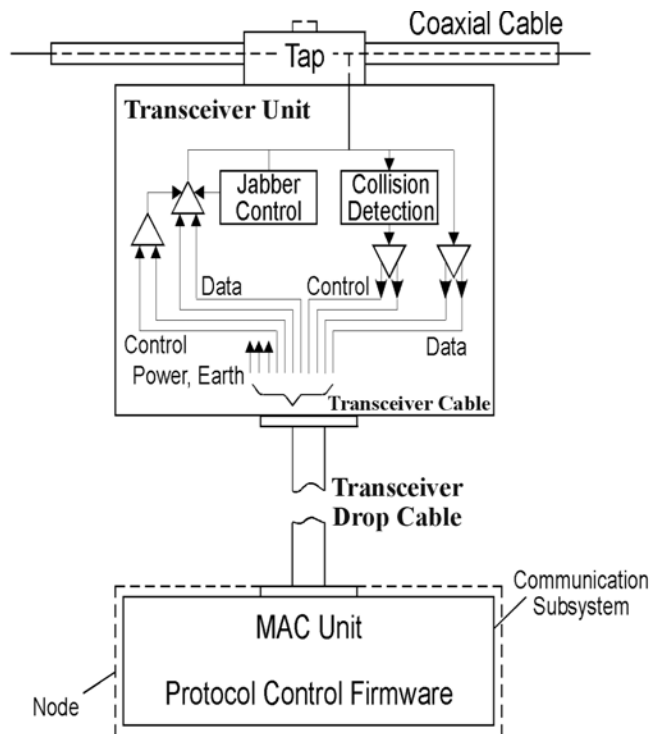 Coaxial Cable
Tap
T
Transceiver Unit
Jabber
Control
Collision
Detection
Data
Control
Control
Data
Power, Earth
Transceiver Cable
Transceiver
Drop Cable
Communication
Subsystem
MAC Unit
Node
Protocol Control Firmware